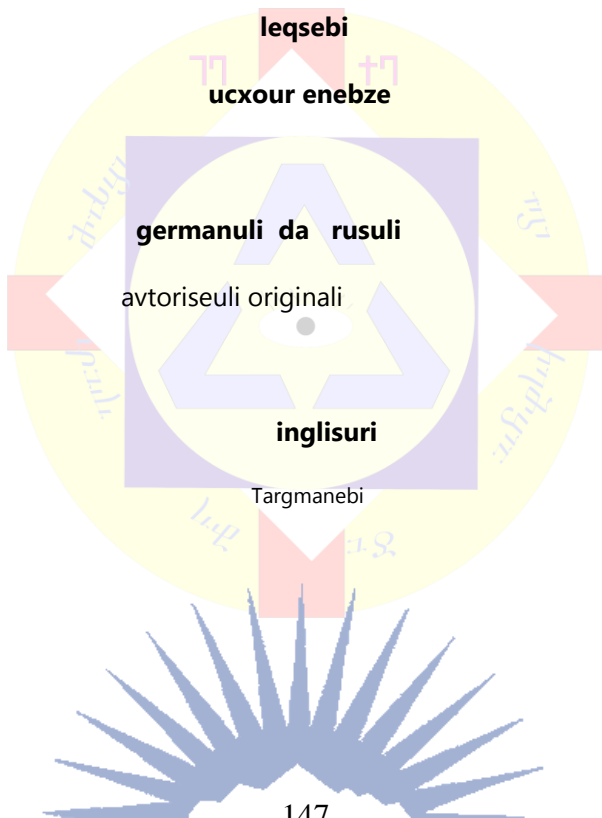 leqsebi
ucxour enebze
germanuli da rusuli
avtoriseuli originali
inglisuri
Targmanebi
147